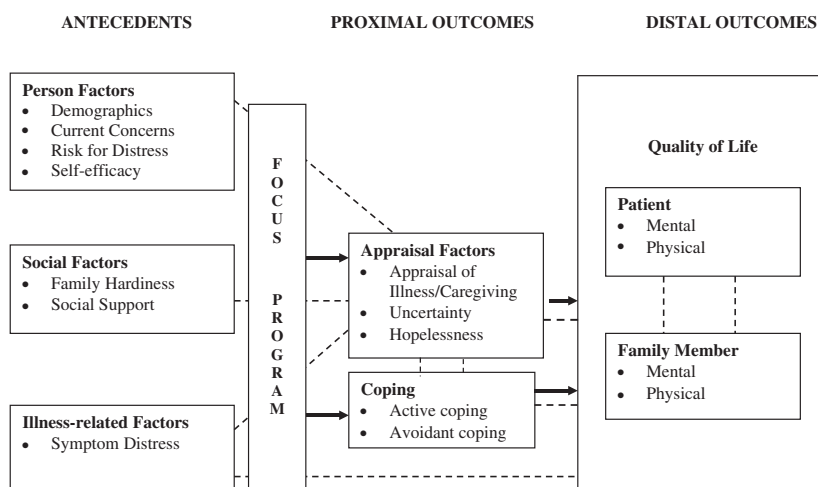 ANTECEDENTS
PROXIMAL OUTCOMES
DISTAL OUTCOMES
Person Factors
• Demographics
• Current Concerns
• Risk for Distress
• Self-efficacy
Social Factors
• Family Hardiness
• Social Support
Illness-related Factors
• Symptom Distress
FOCUS
PROGRAM
Appraisal Factors
• Appraisal of
Illness/Caregiving
• Uncertainty
• Hopelessness
Coping
• Active coping
• Avoidant coping
Quality of Life
Patient
• Mental
• Physical
Family Member
• Mental
• Physical